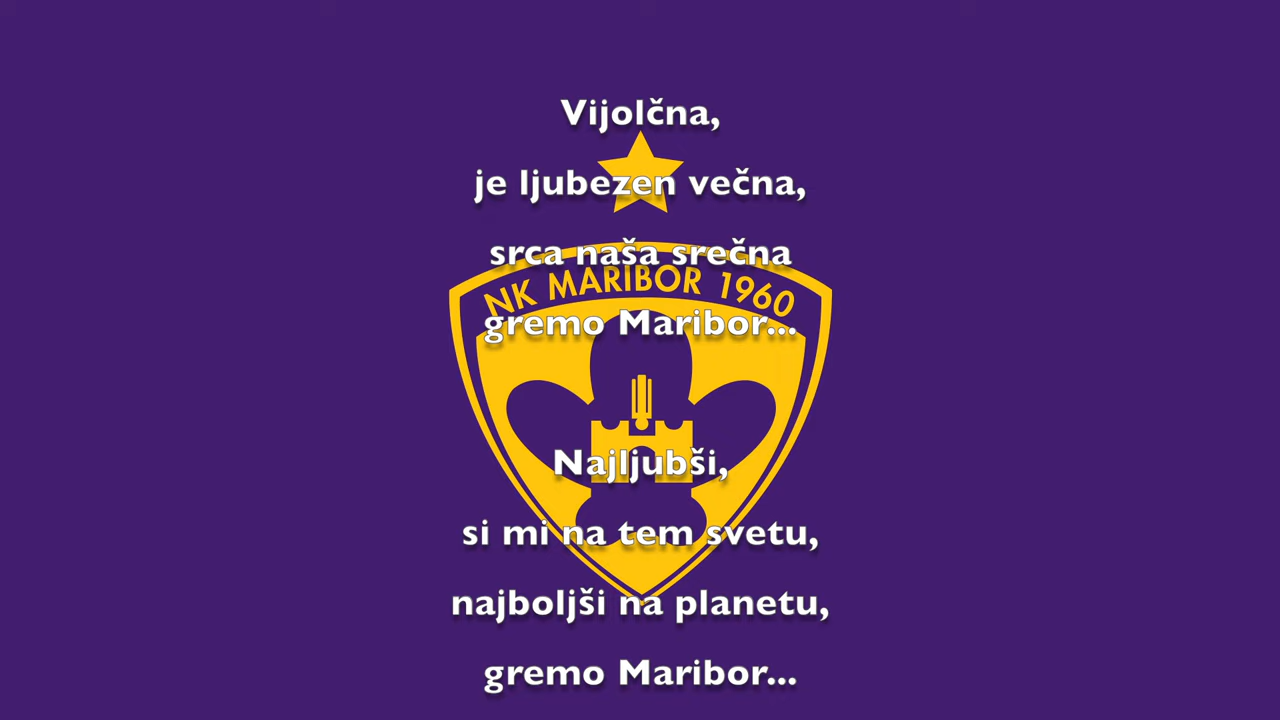 Vijolčna,
je ljubezen večna,
srca naša srečna
NK MARIBOR 1960
gremo Maribor...
Najljubši,
si mi na tem svetu,
najboljši na planetu,
gremo Maribor...